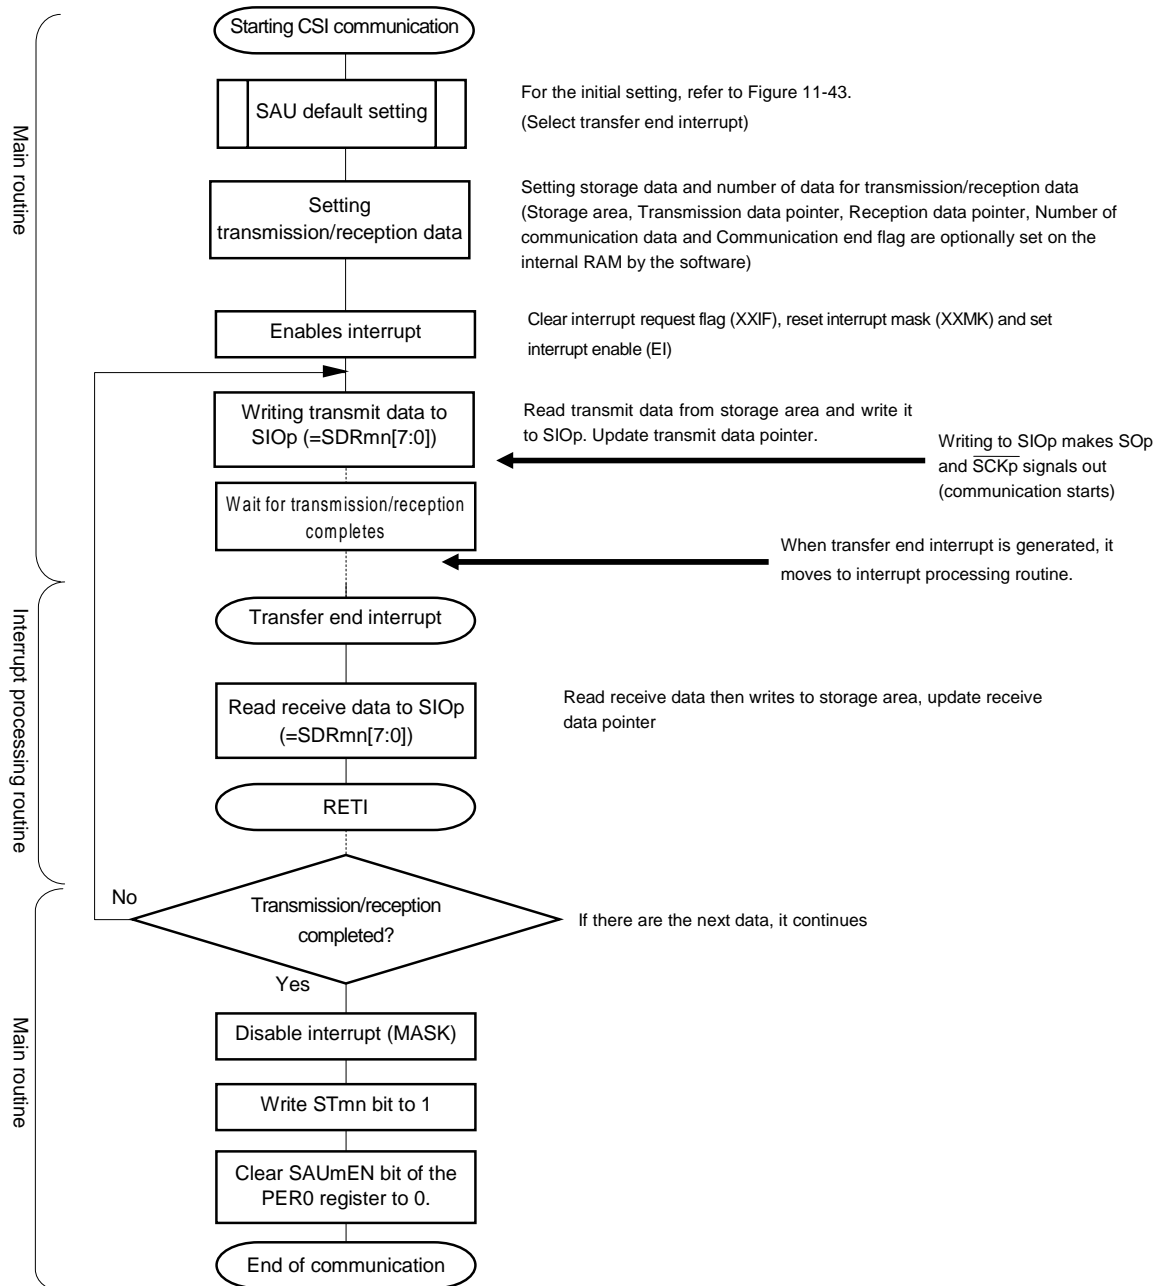 Main routine
Starting CSI communication
SAU default setting
For the initial setting, refer to Figure 11-43.
(Select transfer end interrupt)
Setting
transmission/reception data
Setting storage data and number of data for transmission/reception data
(Storage area, Transmission data pointer, Reception data pointer, Number of
communication data and Communication end flag are optionally set on the
internal RAM by the software)
Enables interrupt
Clear interrupt request flag (XXIF), reset interrupt mask (XXMK) and set
interrupt enable (EI)
Writing transmit data to
SIOp (=SDRmn[7:0])
Read transmit data from storage area and write it
to SIOp. Update transmit data pointer.
Writing to SIOp makes SOp
and SCKp signals out
(communication starts)
Wait for transmission/reception
completes
When transfer end interrupt is generated, it
moves to interrupt processing routine.
Interrupt processing routine
Transfer end interrupt
Read receive data to SIOp
(=SDRmn[7:0])
Read receive data then writes to storage area, update receive
data pointer
RETI
No
Transmission/reception
completed?
If there are the next data, it continues
Yes
Main routine
Disable interrupt (MASK)
Write STmn bit to 1
Clear SAUmEN bit of the
PER0 register to 0.
End of communication